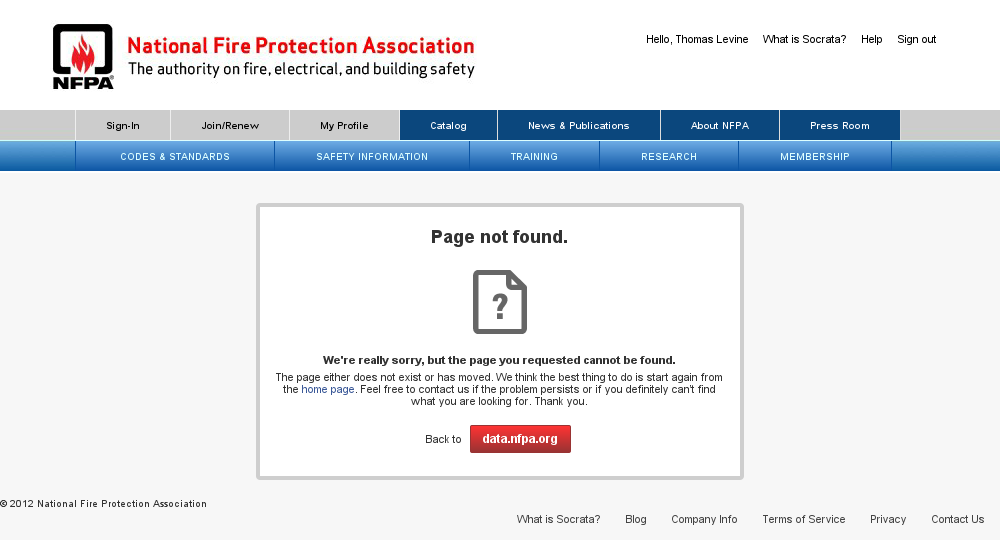 National Fire Protection Association
The authority on fire, electrical, and building safety
NFPA®
Hello, Thomas Levine What is Socrata? Help Sign out
Sign-In Join/Renew My Profile Catalog News & Publications About NFPA Press Room
CODES & STANDARDS SAFETY INFORMATION TRAINING RESEARCH MEMBERSHIP
Page not found.
?
We're really sorry, but the page you requested cannot be found.
The page either does not exist or has moved. We think the best thing to do is start again from
the home page. Feel free to contact us if the problem persists or if you definitely can't find
what you are looking for. Thank you.
Back to data.nfpa.org
© 2012 National Fire Protection Association
What is Socrata? Blog Company Info Terms of Service Privacy Contact Us